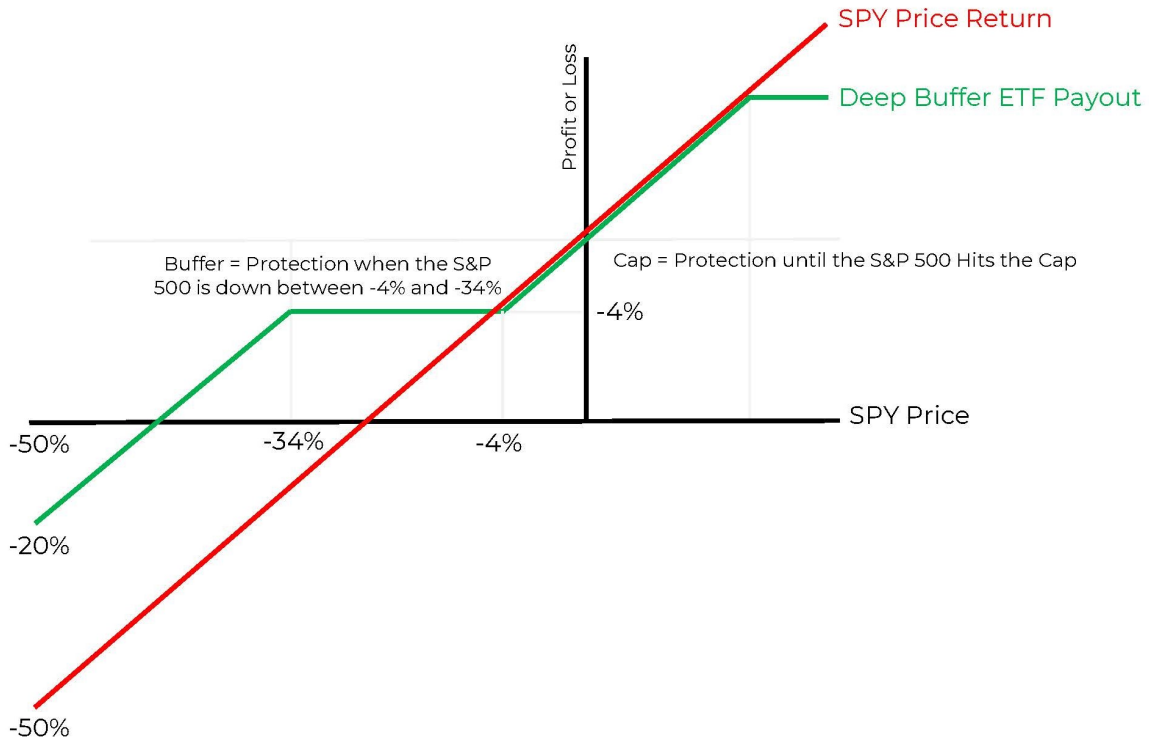 SPY Price Return
Profit or Loss
Deep Buffer ETF Payout
Buffer = Protection when the S&P
500 is down between -4% and -34%
Cap = Protection until the S&P 500 Hits the Cap
-4%
SPY Price
-50%
-34%
-4%
-20%
-50%